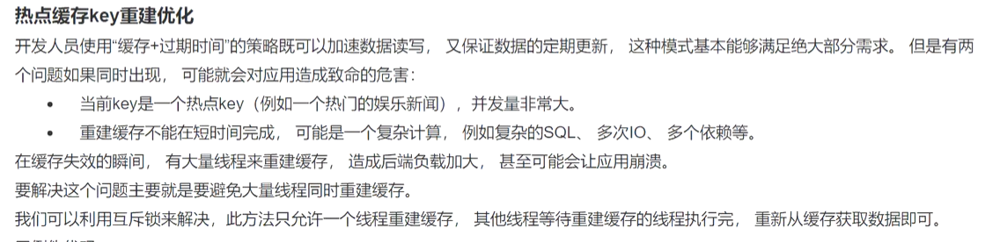 热点缓存key重建优化
开发人员使用“缓存+过期时间”的策略既可以加速数据读写， 又保证数据的定期更新， 这种模式基本能够满足绝大部分需求。 但是有两
个问题如果同时出现， 可能就会对应用造成致命的危害：
• 当前key是一个热点key（例如一个热门的娱乐新闻），并发量非常大。
• 重建缓存不能在短时间完成， 可能是一个复杂计算， 例如复杂的SQL、 多次IO、 多个依赖等。
在缓存失效的瞬间， 有大量线程来重建缓存， 造成后端负载加大， 甚至可能会让应用崩溃。
要解决这个问题主要就是要避免大量线程同时重建缓存。
我们可以利用互斥锁来解决，此方法只允许一个线程重建缓存， 其他线程等待重建缓存的线程执行完， 重新从缓存获取数据即可。